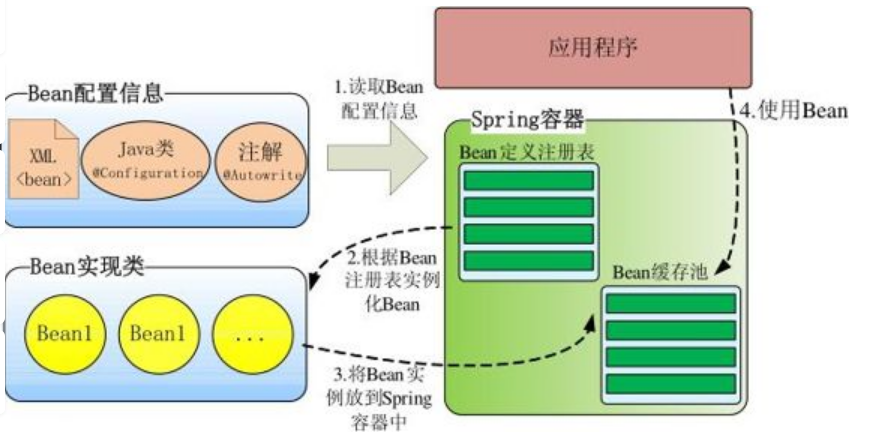 应用程序
Bean配置信息
XML
<bean>
Java类
@Configuration
注解
@Autowrite
1.读取Bean
配置信息
Spring容器
Bean定义注册表
4.使用Bean
Bean实现类
Bean1
Bean1
...
2.根据Bean
注册表实例
化Bean
Bean缓存池
3.将Bean实
例放到Spring
容器中